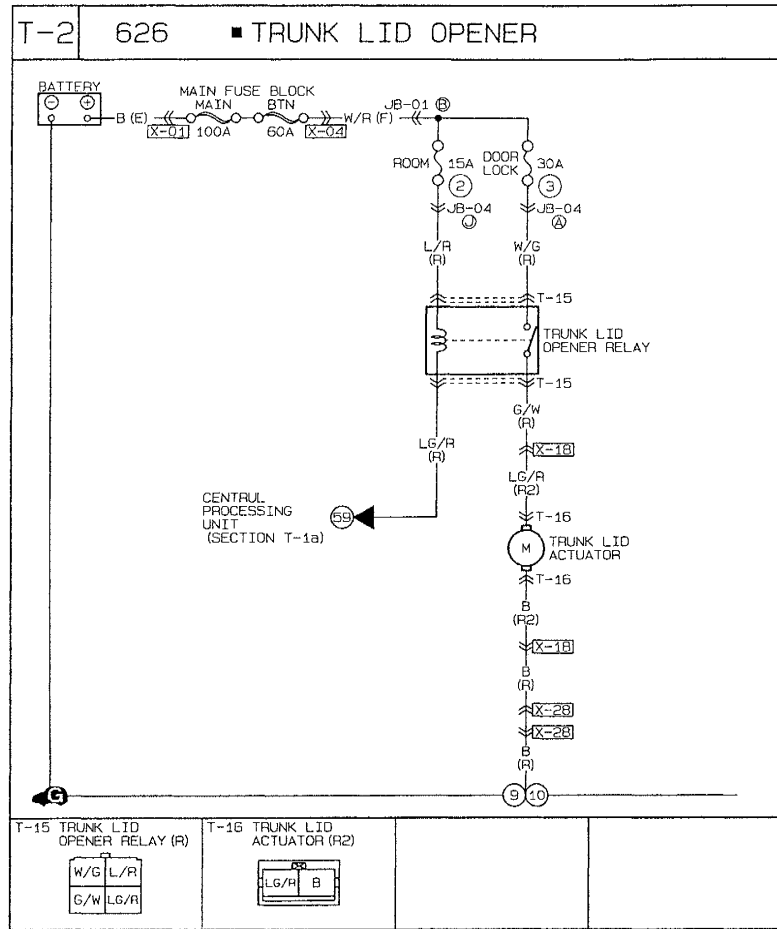 T-2 626 ■ TRUNK LID OPENER
BATTERY
MAIN FUSE BLOCK
MAIN BTN
JB-01 B
B (E)
W/R (F)
X-01 100A 60A X-04
ROOM 15A
DOOR
LOCK
30A
2
3
JB-04
J
JB-04
A
L/R
(R)
W/G
(R)
T-15
TRUNK LID
OPENER RELAY
T-15
G/W
(R)
LG/R
(R)
X-18
LG/R
(R2)
CENTRUL
PROCESSING
UNIT
(SECTION T-1a)
59
T-16
M
TRUNK LID
ACTUATOR
T-16
B
(R2)
X-18
B
(R)
X-28
X-28
B
(R)
G
9 10
T-15 TRUNK LID
OPENER RELAY (R)
W/G L/R
G/W LG/R
T-16 TRUNK LID
ACTUATOR (R2)
LG/R B